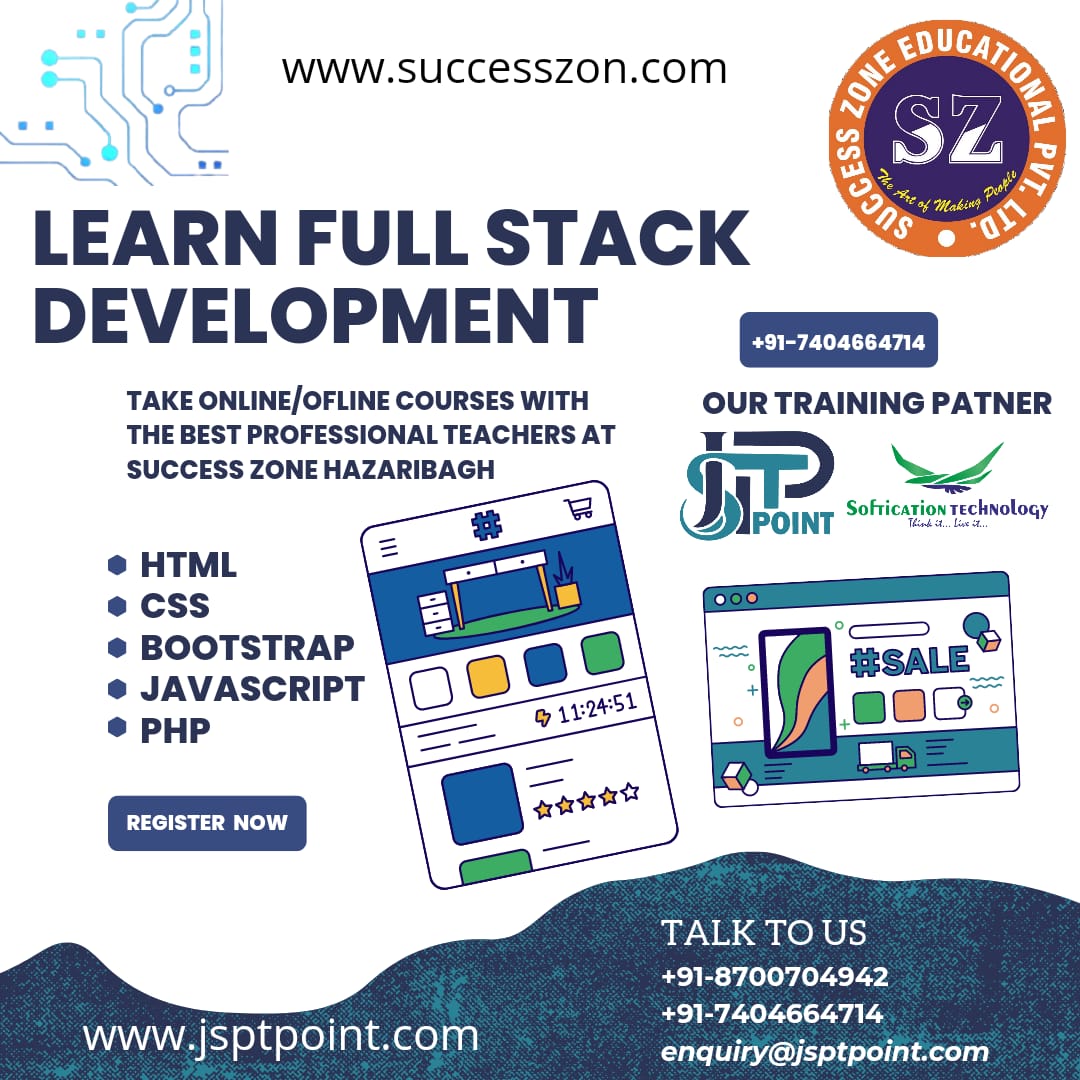 www.successzon.com
SUCCESS ZONE EDUCATIONAL PVT. LTD.
SZ
The Art of Making People
LEARN FULL STACK
DEVELOPMENT
+91-7404664714
TAKE ONLINE/OFLINE COURSES WITH
THE BEST PROFESSIONAL TEACHERS AT
SUCCESS ZONE HAZARIBAGH
OUR TRAINING PATNER
JSPT
POINT
SOFTICATION TECHNOLOGY
Think it... Live it...
HTML
CSS
BOOTSTRAP
JAVASCRIPT
PHP
REGISTER NOW
#
11:24:51
#SALE
TALK TO US
+91-8700704942
+91-7404664714
enquiry@jsptpoint.com
www.jsptpoint.com